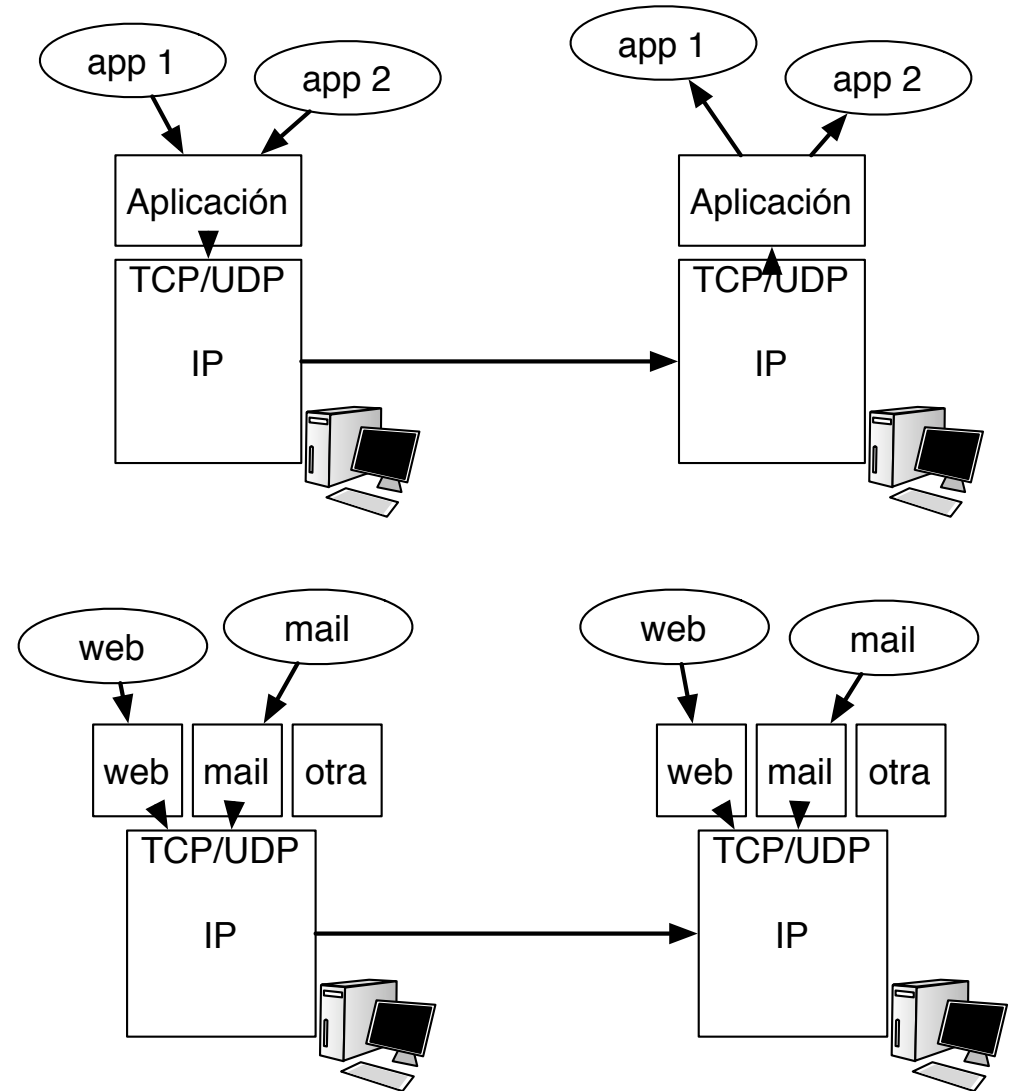 app 1
app 2
Aplicación
TCP/UDP
IP
app 1
app 2
Aplicación
TCP/UDP
IP
web
mail
web
mail
otra
TCP/UDP
IP
web
mail
web
mail
otra
TCP/UDP
IP